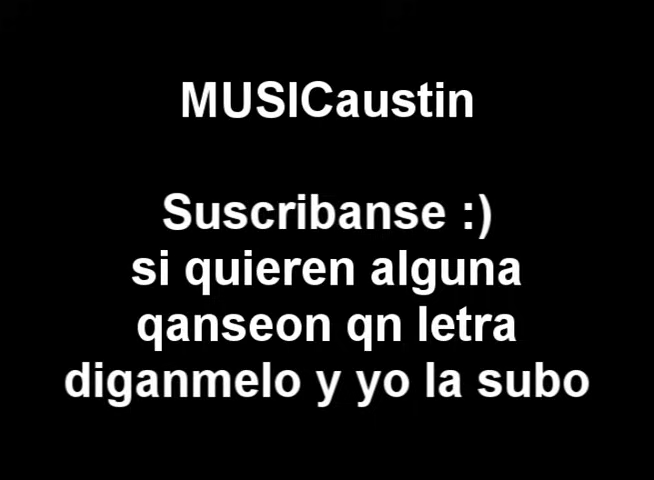 MUSICaustin
Suscribanse :)
si quieren alguna
qanseon qn letra
diganmelo y yo la subo